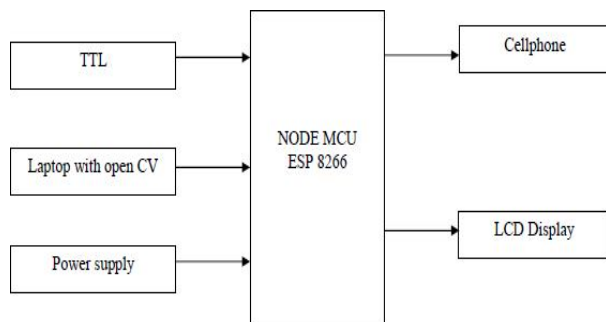 TTL
Laptop with open CV
Power supply
NODE MCU
ESP 8266
Cellphone
LCD Display